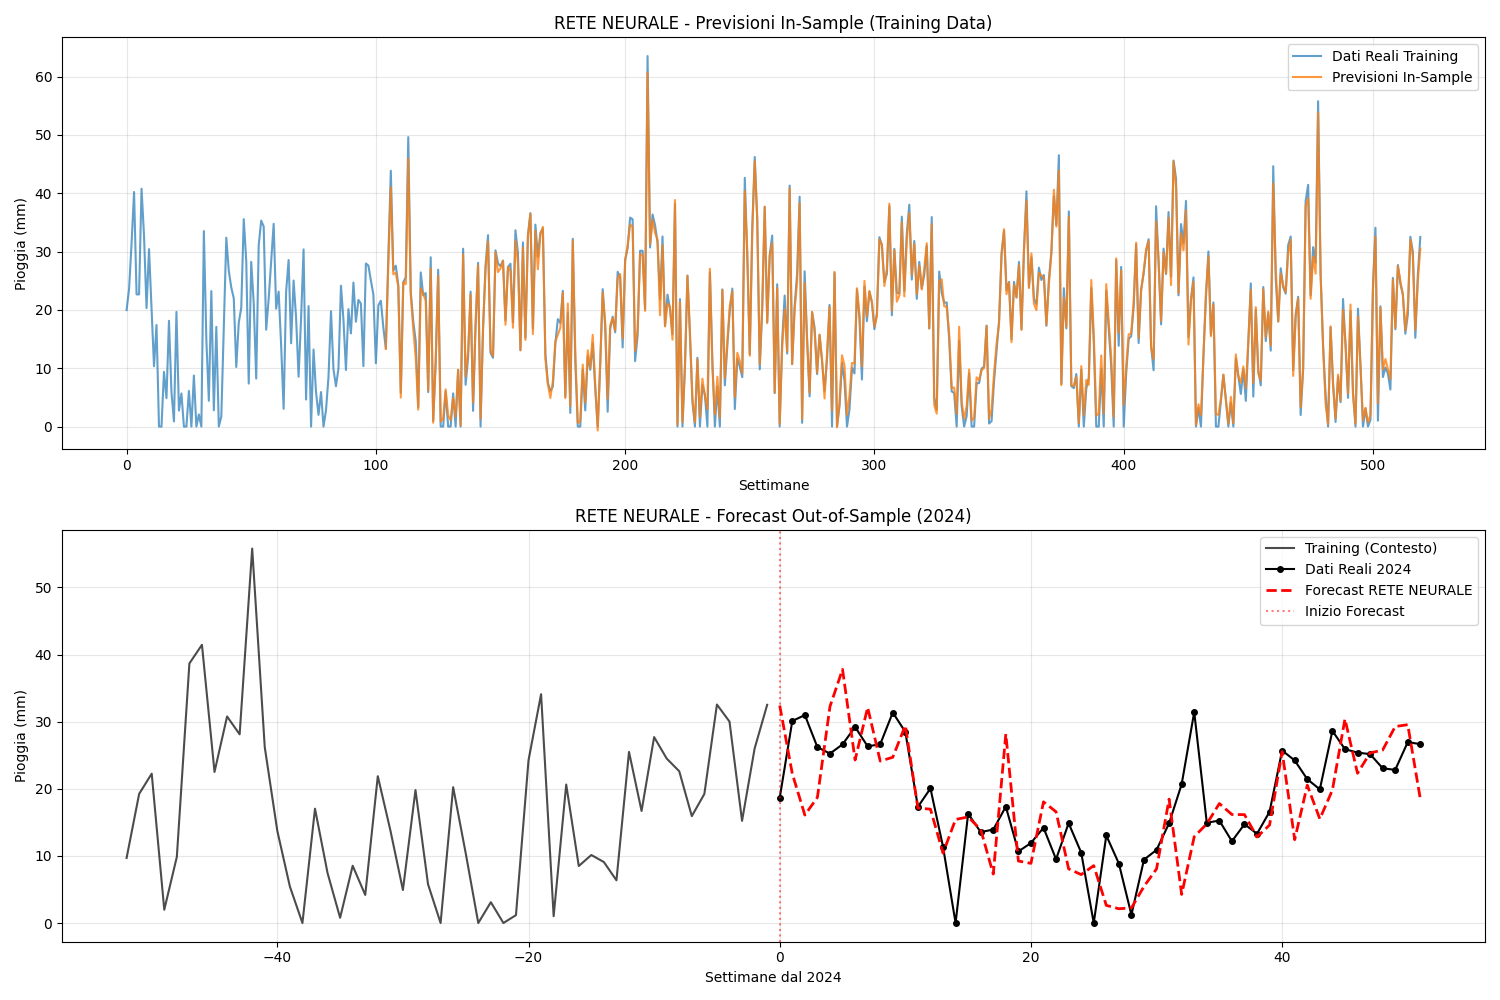 RETE NEURALE - Previsioni In-Sample (Training Data)
Dati Reali Training
Previsioni In-Sample
Pioggia (mm)
60
50
40
30
20
10
0
0 100 200 300 400 500
Settimane
RETE NEURALE - Forecast Out-of-Sample (2024)
Training (Contesto)
Dati Reali 2024
Forecast RETE NEURALE
Inizio Forecast
Pioggia (mm)
50
40
30
20
10
0
−40 −20 0 20 40
Settimane dal 2024